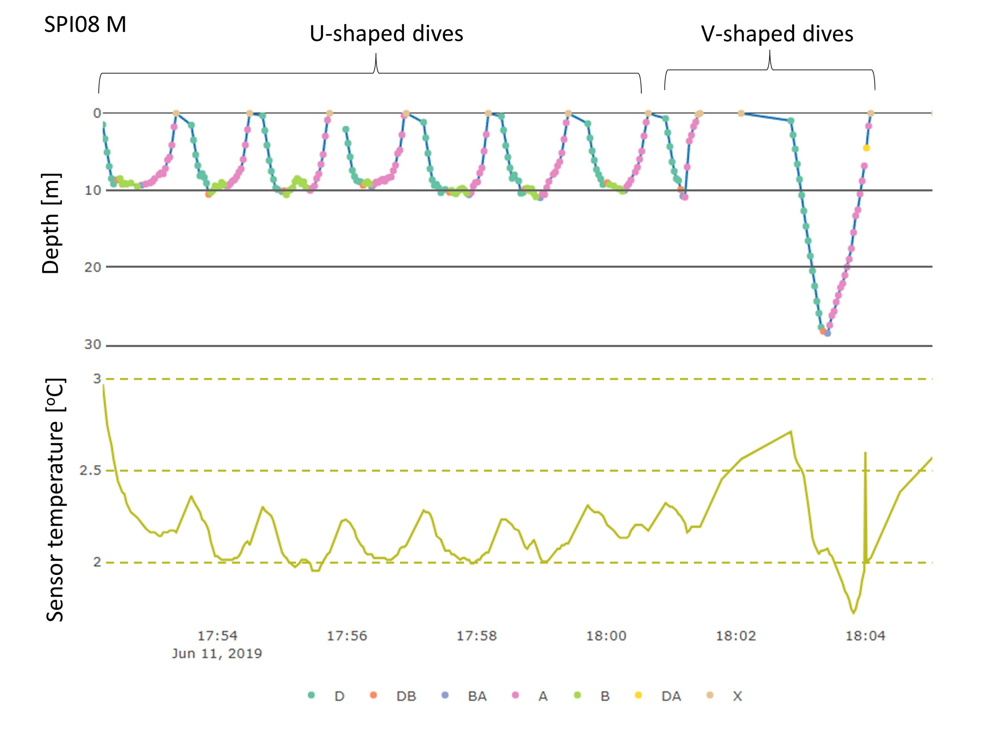 SPI08 M
U-shaped dives
V-shaped dives
Depth [m]
0
10
20
30
Sensor temperature [°C]
3
2.5
2
17:54 17:56 17:58 18:00 18:02 18:04
Jun 11, 2019
D DB BA A B DA X